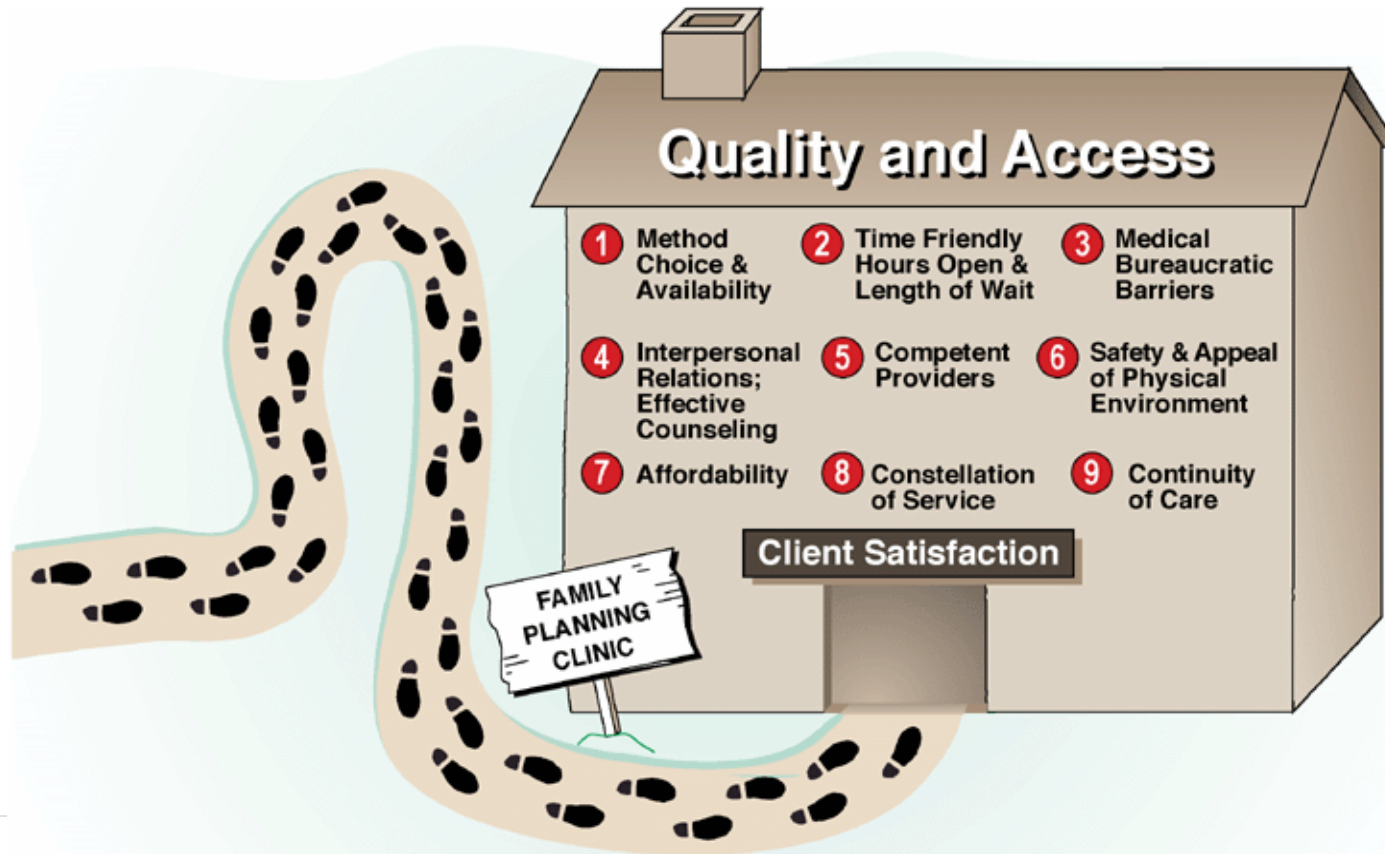 Quality and Access
1 Method
Choice &
Availability
2 Time Friendly
Hours Open &
Length of Wait
3 Medical
Bureaucratic
Barriers
4 Interpersonal
Relations;
Effective
Counseling
5 Competent
Providers
6 Safety & Appeal
of Physical
Environment
7 Affordability
8 Constellation
of Service
9 Continuity
of Care
Client Satisfaction
FAMILY
PLANNING
CLINIC